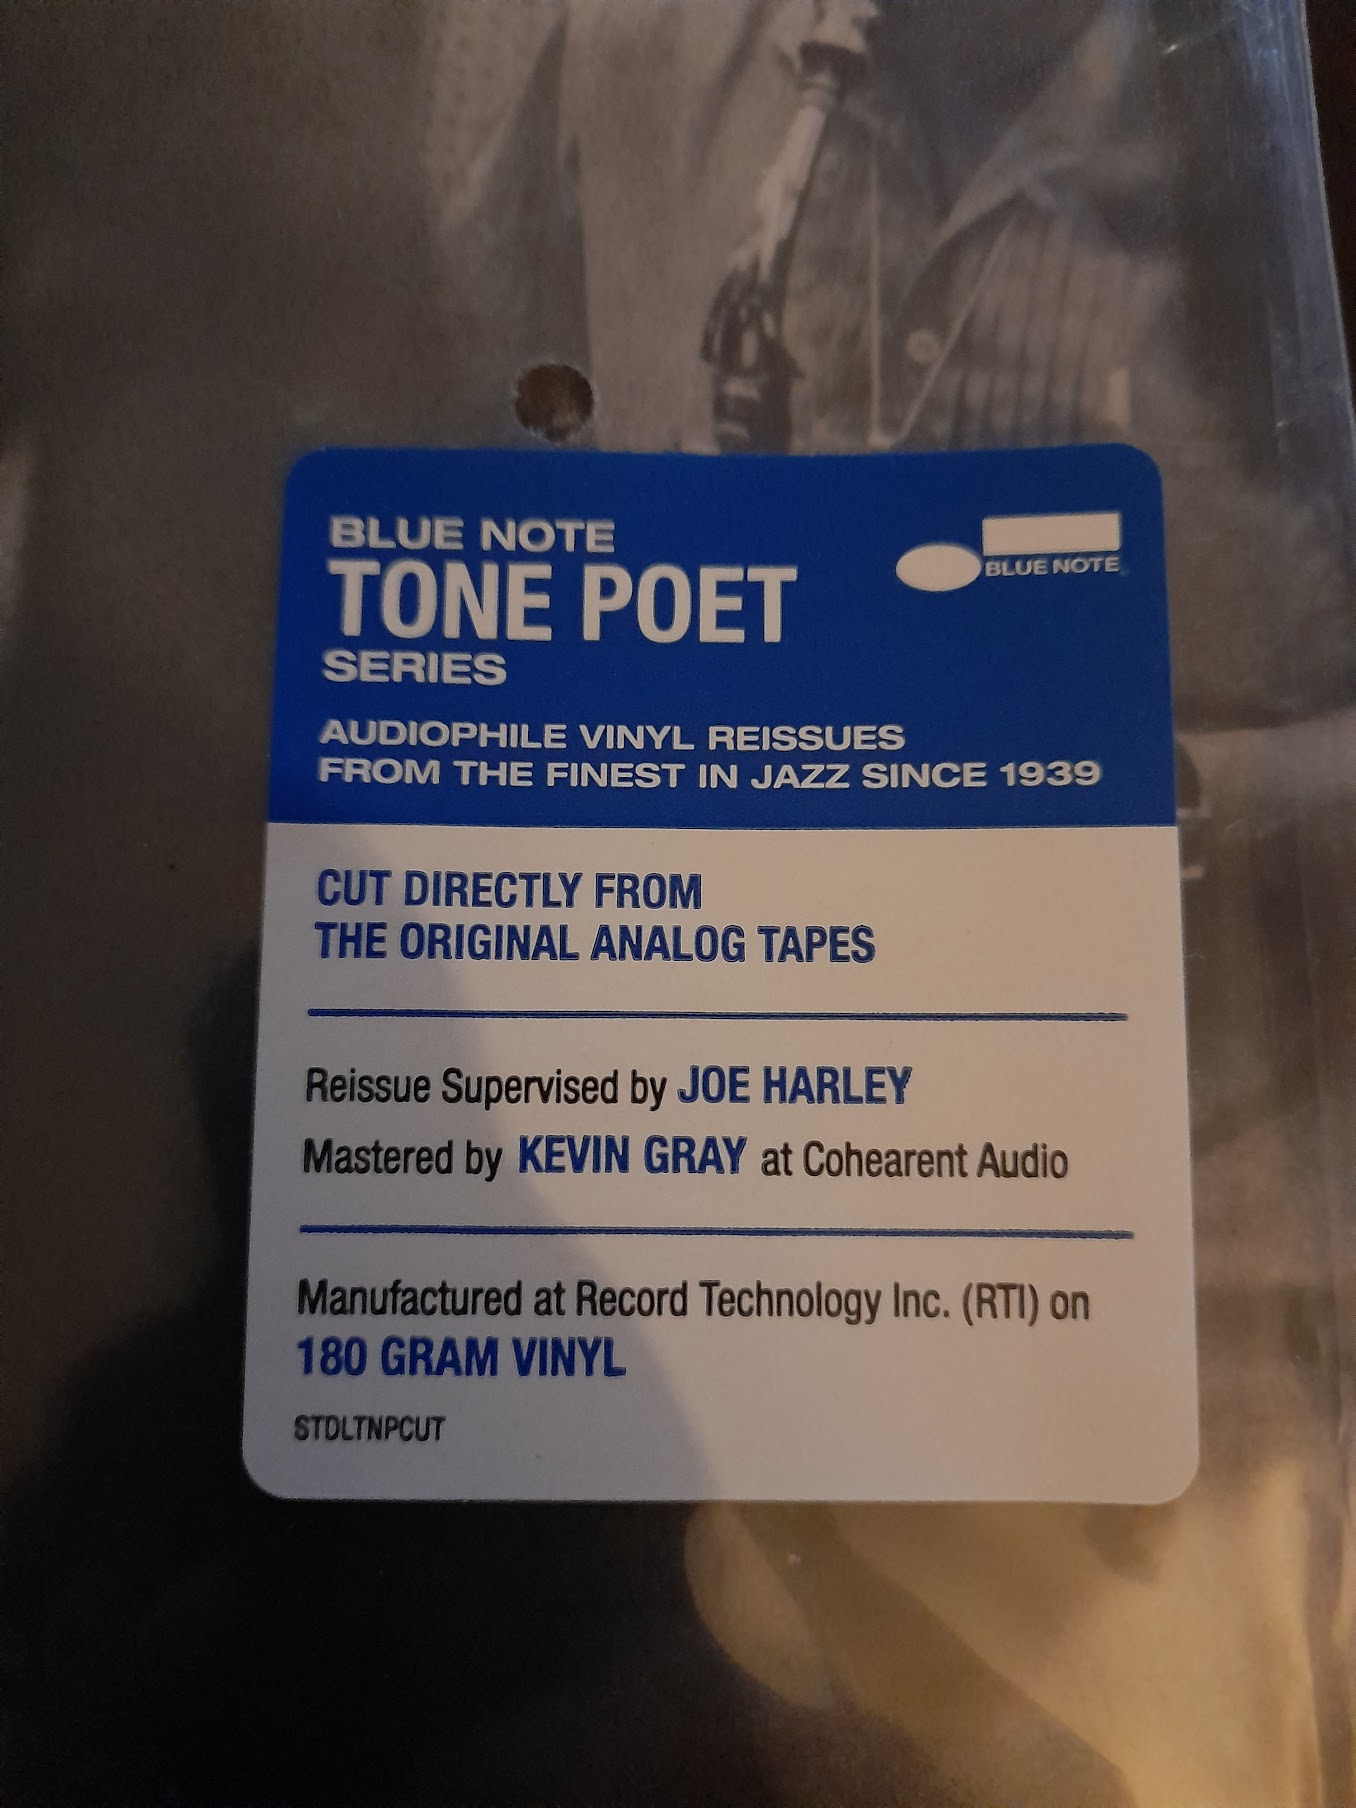 BLUE NOTE
TONE POET
SERIES
BLUE NOTE
AUDIOPHILE VINYL REISSUES
FROM THE FINEST IN JAZZ SINCE 1939
CUT DIRECTLY FROM
THE ORIGINAL ANALOG TAPES
Reissue Supervised by JOE HARLEY
Mastered by KEVIN GRAY at Cohearent Audio
Manufactured at Record Technology Inc. (RTI) on
180 GRAM VINYL
STDLTNPCUT